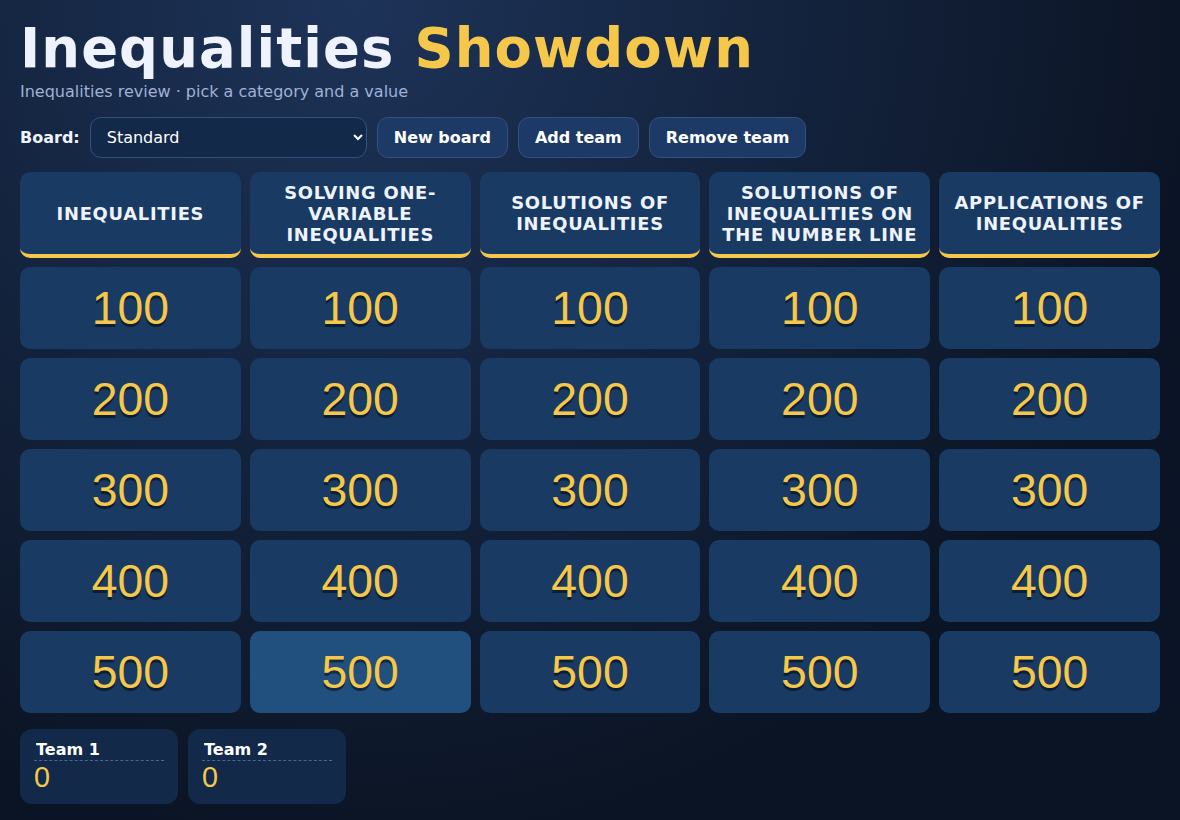 Inequalities Showdown
Inequalities review · pick a category and a value
Board: Standard New board Add team Remove team
INEQUALITIES
SOLVING ONE-
VARIABLE
INEQUALITIES
SOLUTIONS OF
INEQUALITIES
SOLUTIONS OF
INEQUALITIES ON
THE NUMBER LINE
APPLICATIONS OF
INEQUALITIES
100 100 100 100 100
200 200 200 200 200
300 300 300 300 300
400 400 400 400 400
500 500 500 500 500
Team 1
0
Team 2
0